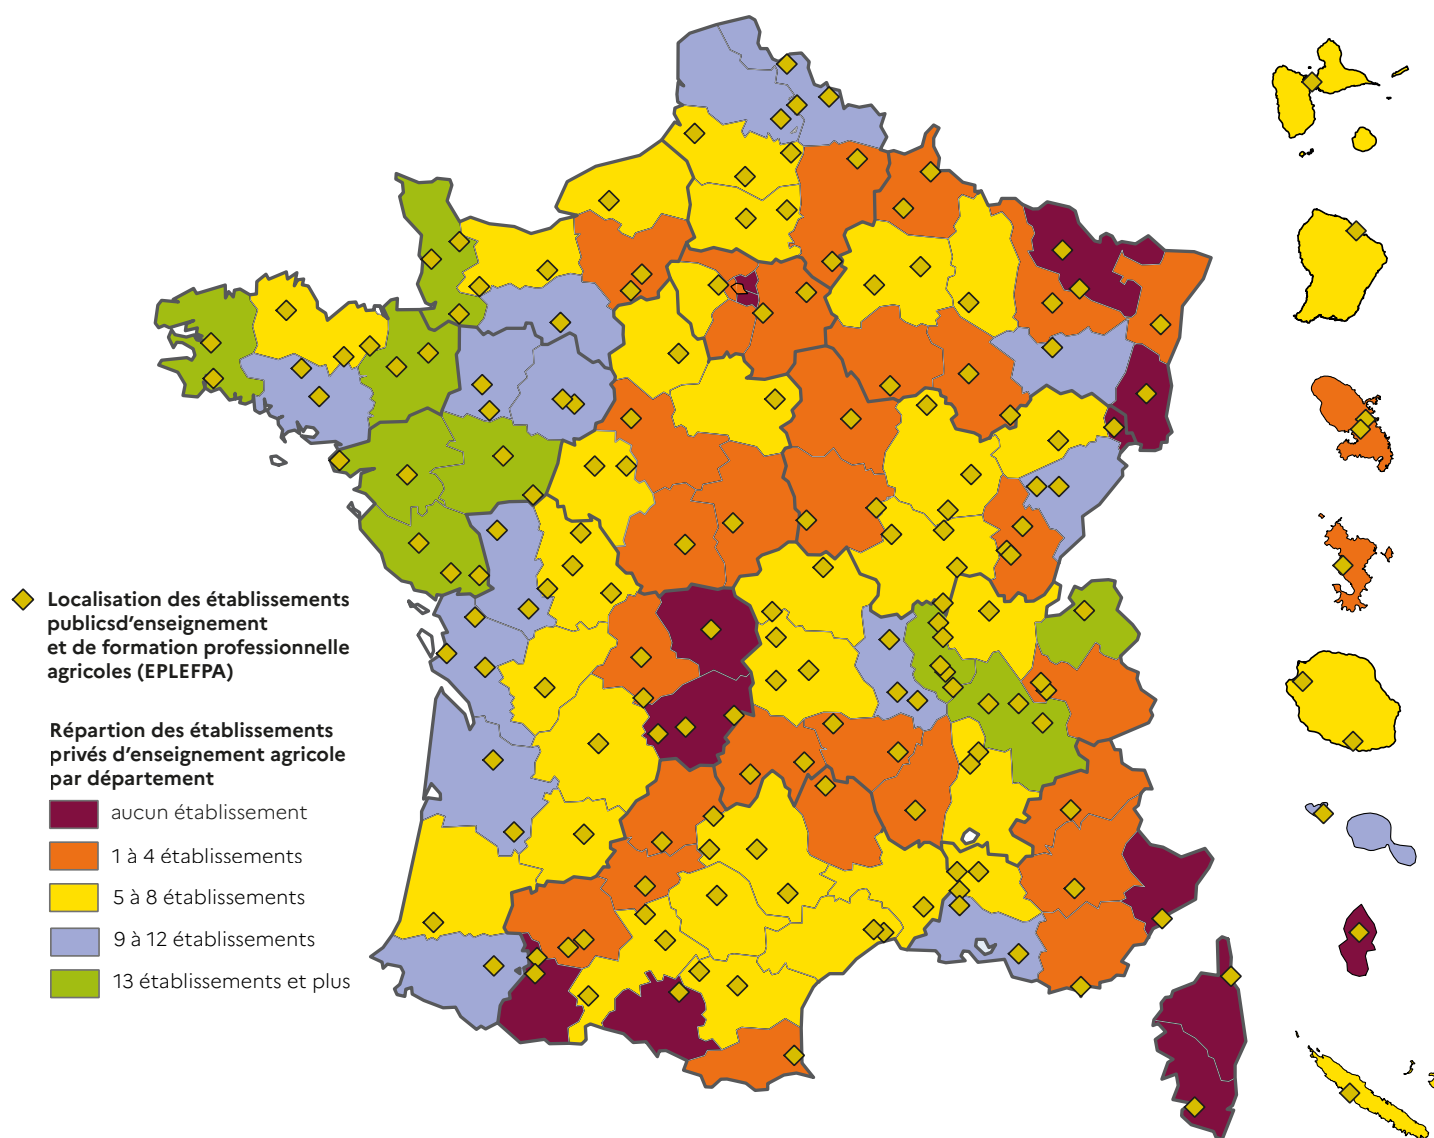 Localisation des établissements
publicsd'enseignement
et de formation professionnelle
agricoles (EPLEFPA)
Répartion des établissements
privés d'enseignement agricole
par département
aucun établissement
1 à 4 établissements
5 à 8 établissements
9 à 12 établissements
13 établissements et plus